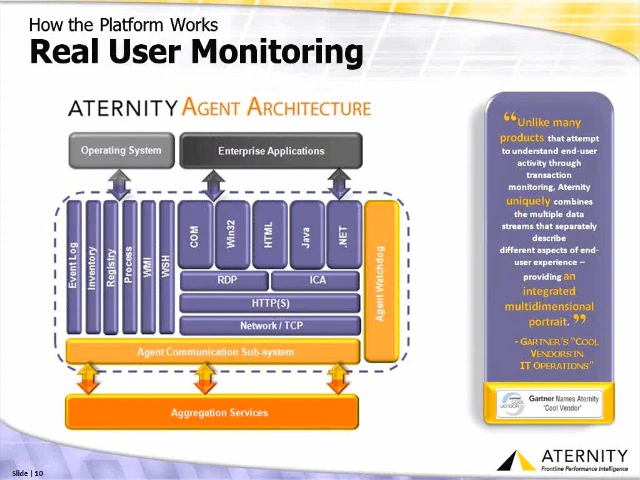 How the Platform Works
Real User Monitoring
ATERNITY AGENT ARCHITECTURE
Operating System
Enterprise Applications
Event Log
Inventory
Registry
Process
WMI
WSH
COM
Win32
HTML
Java
.NET
RDP
ICA
HTTP(S)
Network / TCP
Agent Watchdog
Agent Communication Sub-system
Aggregation Services
“Unlike many
products that attempt
to understand end-user
activity through
transaction
monitoring, Aternity
uniquely combines
the multiple data
streams that separately
describe
different aspects of end-
user experience –
providing an
integrated
multidimensional
portrait. ”
- GARTNER'S "COOL
VENDORS IN
IT OPERATIONS"
COOL
VENDOR
Gartner Names Aternity
'Cool Vendor'
ATERNITY
Frontline Performance Intelligence
Slide | 10